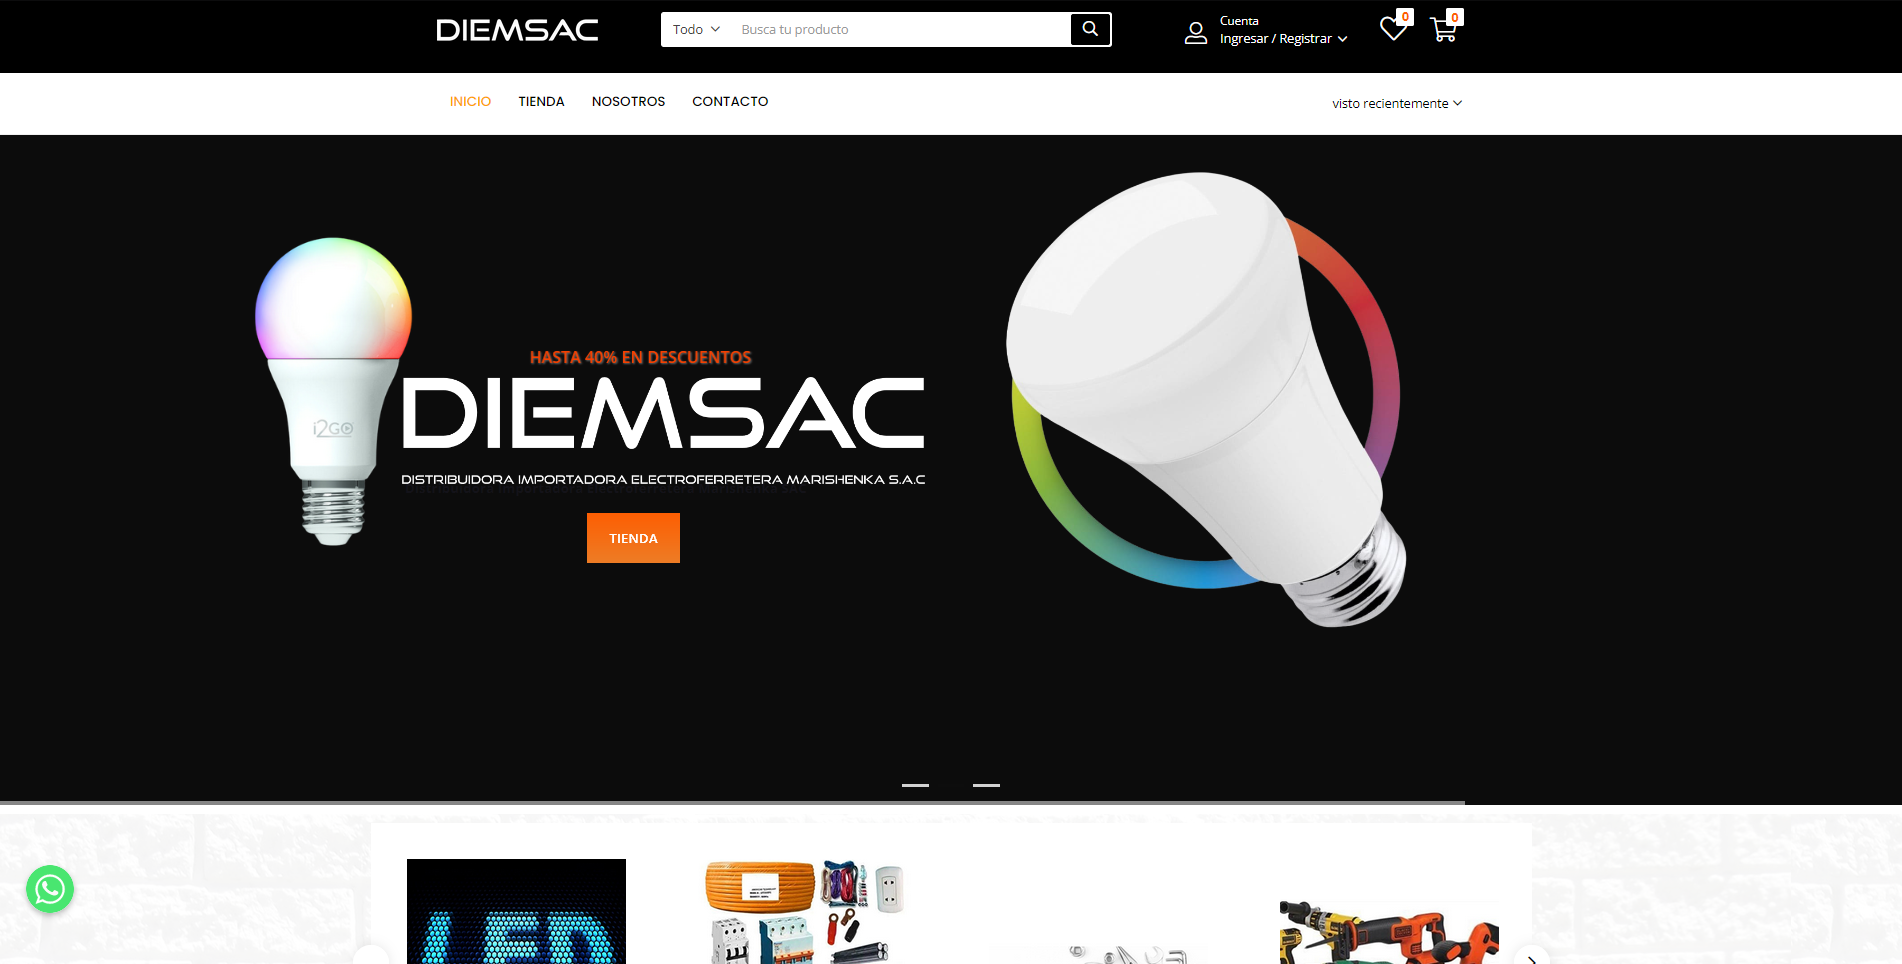 DIEMSAC
Todo
Busca tu producto
Cuenta
Ingresar / Registrar
0
0
INICIO
TIENDA
NOSOTROS
CONTACTO
visto recientemente
HASTA 40% EN DESCUENTOS
DIEMSAC
DISTRIBUIDORA IMPORTADORA ELECTROFERRETERA MARISHENKA S.A.C
i2GO
TIENDA
LED